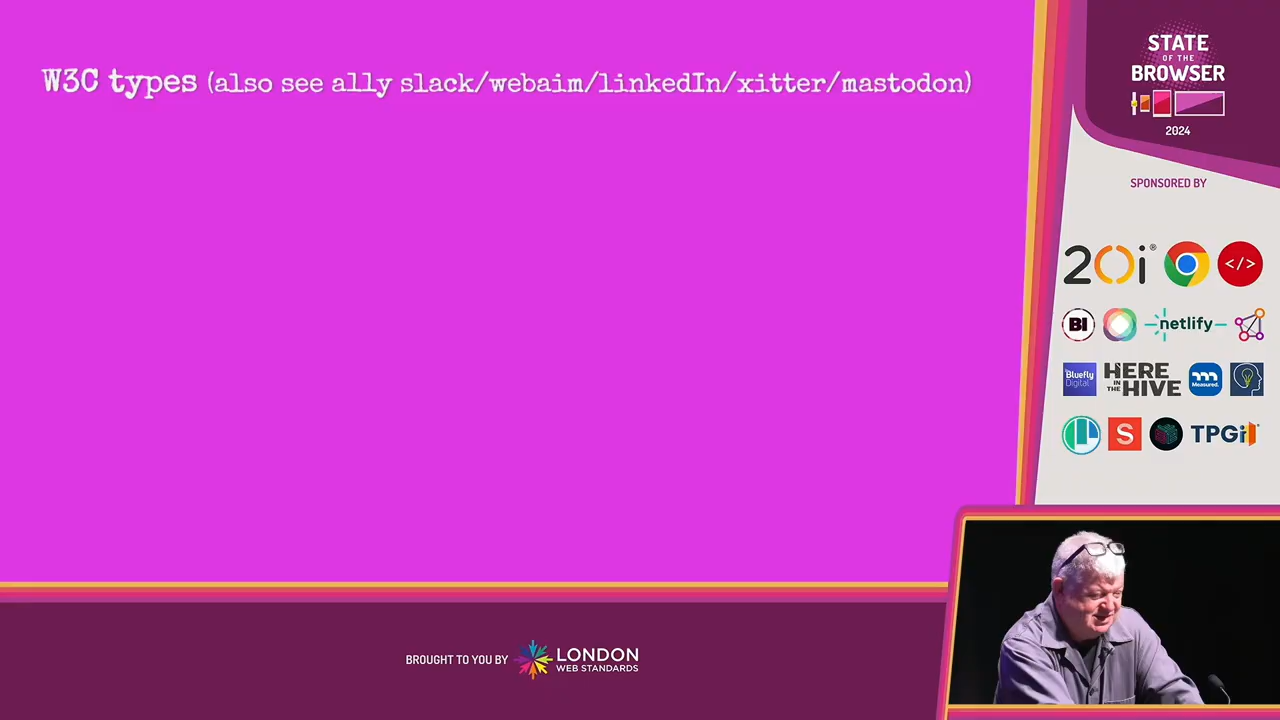 W3C types (also see ally slack/webaim/linkedIn/xitter/mastodon)
STATE
OF THE
BROWSER
2024
SPONSORED BY
20i®
</>
BI
netlify
Bluefly
Digital
HERE
IN THE
HIVE
Measured.
S
TPGi
BROUGHT TO YOU BY
LONDON
WEB STANDARDS